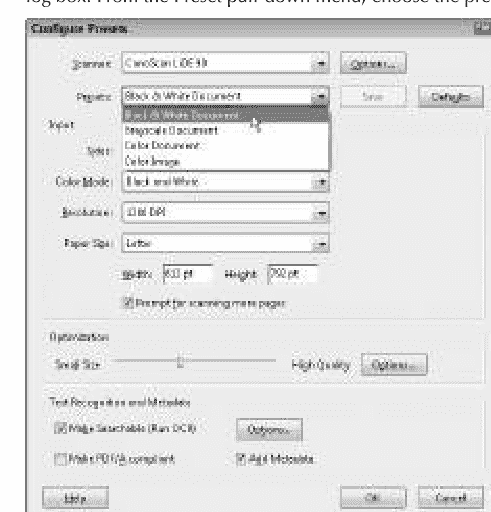 log box. From the Preset pull-down menu, choose the pre
Configure Presets
Scanner: CanoScan LiDE 90 Options...
Presets: Black & White Document Save Defaults
Black & White Document
Input Grayscale Document
Sides: Color Document
Color Image
Color Mode: Black and White
Resolution: DPI
Paper Size: Letter
Width: 612 pt Height: 792 pt
Prompt for scanning more pages
Optimization
Small Size High Quality Options...
Text Recognition and Metadata
Make Searchable (Run OCR) Options...
Make PDF/A compliant Add Metadata
Help OK Cancel